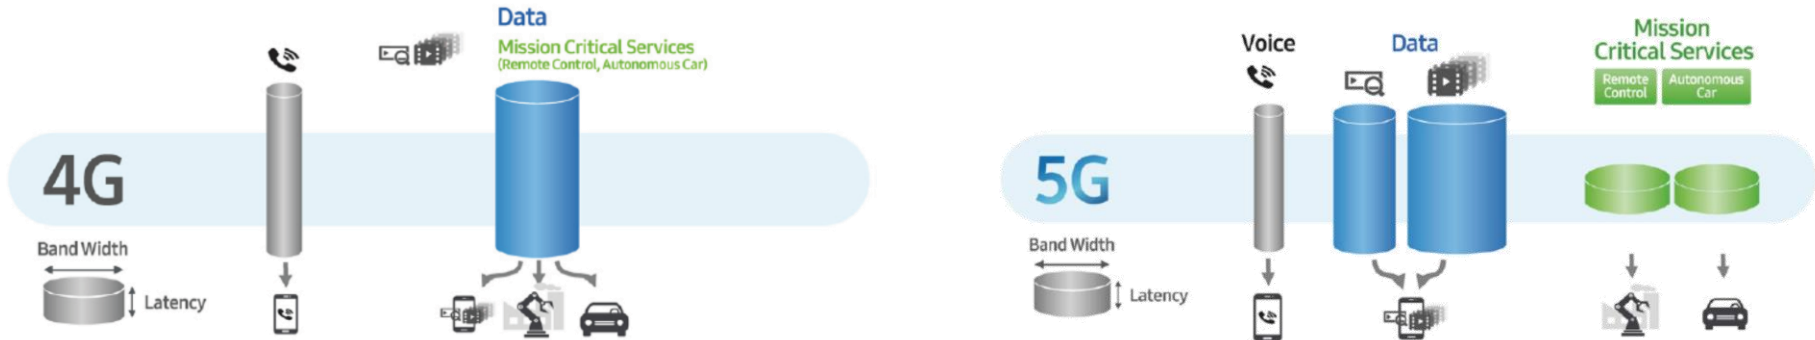 Data
Mission Critical Services
(Remote Control, Autonomous Car)
4G
Band Width
Latency
Voice
Data
Mission
Critical Services
Remote
Control
Autonomous
Car
5G
Band Width
Latency